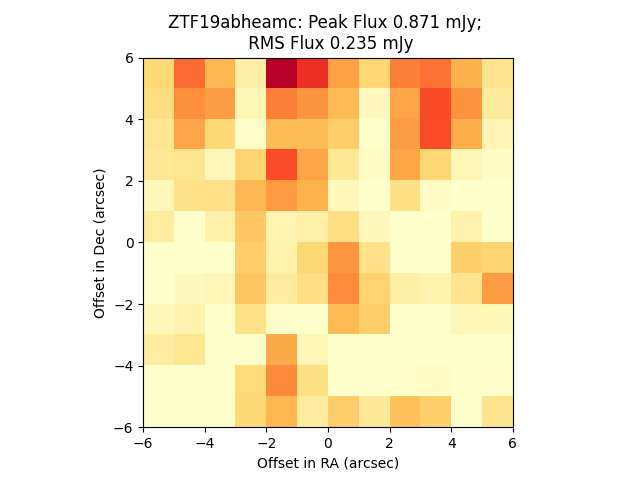 ZTF19abheamc: Peak Flux 0.871 mJy;
RMS Flux 0.235 mJy
6
4
2
0
−2
−4
−6
Offset in Dec (arcsec)
−6 −4 −2 0 2 4 6
Offset in RA (arcsec)